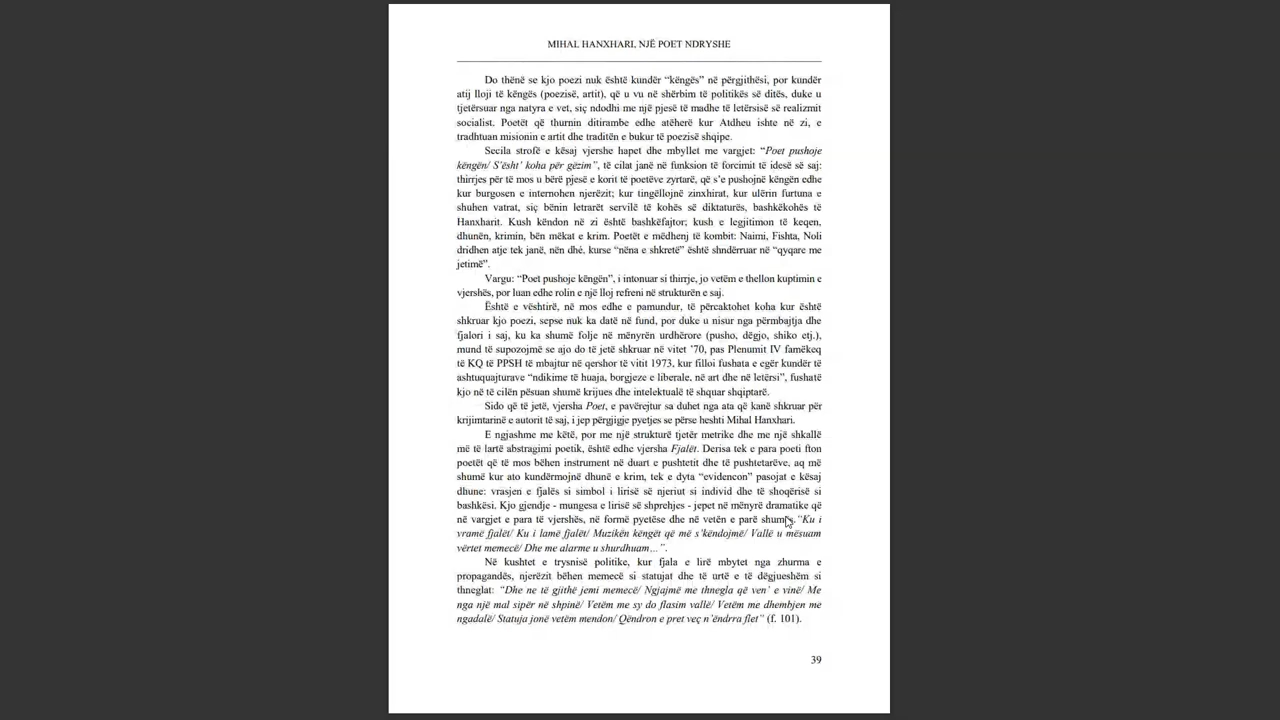 MIHAL HANXHARI, NJË POET NDRYSHE
Do thënë se kjo poezi nuk është kundër “këngës” në përgjithësi, por kundër
atij lloji të këngës (poezisë, artit), që u vu në shërbim të politikës së ditës, duke u
tjetërsuar nga natyra e vet, siç ndodhi me një pjesë të madhe të letërsisë së realizmit
socialist. Poetët që thurnin ditirambe edhe atëherë kur Atdheu ishte në zi, e
tradhtuan misionin e artit dhe traditën e bukur të poezisë shqipe.
Secila strofë e kësaj vjershe hapet dhe mbyllet me vargjet: “Poet pushoje
këngën/ S’ësht’ koha për gëzim”, të cilat janë në funksion të forcimit të idesë së saj:
thirrjes për të mos u bërë pjesë e korit të poetëve zyrtarë, që s’e pushojnë këngën edhe
kur burgosen e internohen njerëzit; kur tingëllojnë zinxhirat, kur ulërin furtuna e
shuhen vatrat, siç bënin letrarët servilë të kohës së diktaturës, bashkëkohës të
Hanxharit. Kush këndon në zi është bashkëfajtor; kush e legjitimon të keqen,
dhunën, krimin, bën mëkat e krim. Poetët e mëdhenj të kombit: Naimi, Fishta, Noli
dridhen atje tek janë, nën dhé, kurse “nëna e shkretë” është shndërruar në “qyqare me
jetimë”.
Vargu: “Poet pushoje këngën”, i intonuar si thirrje, jo vetëm e thellon kuptimin e
vjershës, por luan edhe rolin e një lloj refreni në strukturën e saj.
Është e vështirë, në mos edhe e pamundur, të përcaktohet koha kur është
shkruar kjo poezi, sepse nuk ka datë në fund, por duke u nisur nga përmbajtja dhe
fjalori i saj, ku ka shumë folje në mënyrën urdhërore (pusho, dëgjo, shiko etj.),
mund të supozojmë se ajo do të jetë shkruar në vitet ’70, pas Plenumit IV famëkeq
të KQ të PPSH të mbajtur në qershor të vitit 1973, kur filloi fushata e egër kundër të
ashtuquajturave “ndikime të huaja, borgjeze e liberale, në art dhe në letërsi”, fushatë
kjo në të cilën pësuan shumë krijues dhe intelektualë të shquar shqiptarë.
Sido që të jetë, vjersha Poet, e pavërejtur sa duhet nga ata që kanë shkruar për
krijimtarinë e autorit të saj, i jep përgjigje pyetjes se përse heshti Mihal Hanxhari.
E ngjashme me këtë, por me një strukturë tjetër metrike dhe me një shkallë
më të lartë abstragimi poetik, është edhe vjersha Fjalët. Derisa tek e para poeti fton
poetët që të mos bëhen instrument në duart e pushtetit dhe të pushtetarëve, aq më
shumë kur ato kundërmojnë dhunë e krim, tek e dyta “evidencon” pasojat e kësaj
dhune: vrasjen e fjalës si simbol i lirisë së njeriut si individ dhe të shoqërisë si
bashkësi. Kjo gjendje - mungesa e lirisë së shprehjes - jepet në mënyrë dramatike që
në vargjet e para të vjershës, në formë pyetëse dhe në vetën e parë shumës. “Ku i
vramë fjalët/ Ku i lamë fjalët/ Muzikën këngët që më s’këndojmë/ Vallë u mësuam
vërtet memecë/ Dhe me alarme u shurdhuam…”.
Në kushtet e trysnisë politike, kur fjala e lirë mbytet nga zhurma e
propagandës, njerëzit bëhen memecë si statujat dhe të urtë e të dëgjueshëm si
thneglat: “Dhe ne të gjithë jemi memecë/ Ngjajmë me thnegla që ven’ e vinë/ Me
nga një mal sipër në shpinë/ Vetëm me sy do flasim vallë/ Vetëm me dhembjen me
ngadalë/ Statuja jonë vetëm mendon/ Qëndron e pret veç n’ëndrra flet” (f. 101).
39